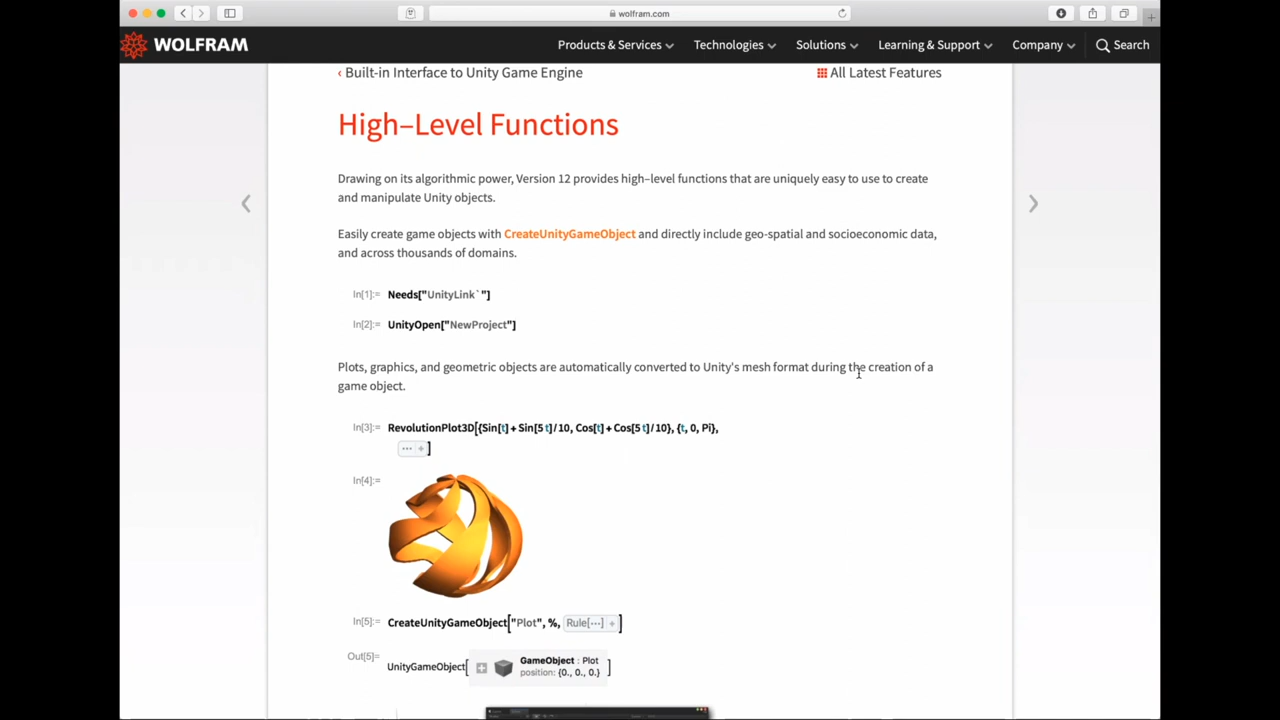 wolfram.com
WOLFRAM
Products & Services
Technologies
Solutions
Learning & Support
Company
Search
‹ Built-in Interface to Unity Game Engine
All Latest Features
High–Level Functions
Drawing on its algorithmic power, Version 12 provides high–level functions that are uniquely easy to use to create
and manipulate Unity objects.
Easily create game objects with CreateUnityGameObject and directly include geo-spatial and socioeconomic data,
and across thousands of domains.
In[1]:= Needs["UnityLink`"]
In[2]:= UnityOpen["NewProject"]
Plots, graphics, and geometric objects are automatically converted to Unity's mesh format during the creation of a
game object.
In[3]:= RevolutionPlot3D[{Sin[t] + Sin[5 t]/10, Cos[t] + Cos[5 t]/10}, {t, 0, Pi},
⋯ + ]
In[4]:=
In[5]:= CreateUnityGameObject["Plot", %, Rule[⋯] + ]
Out[5]= UnityGameObject[ + GameObject : Plot
position: {0., 0., 0.} ]